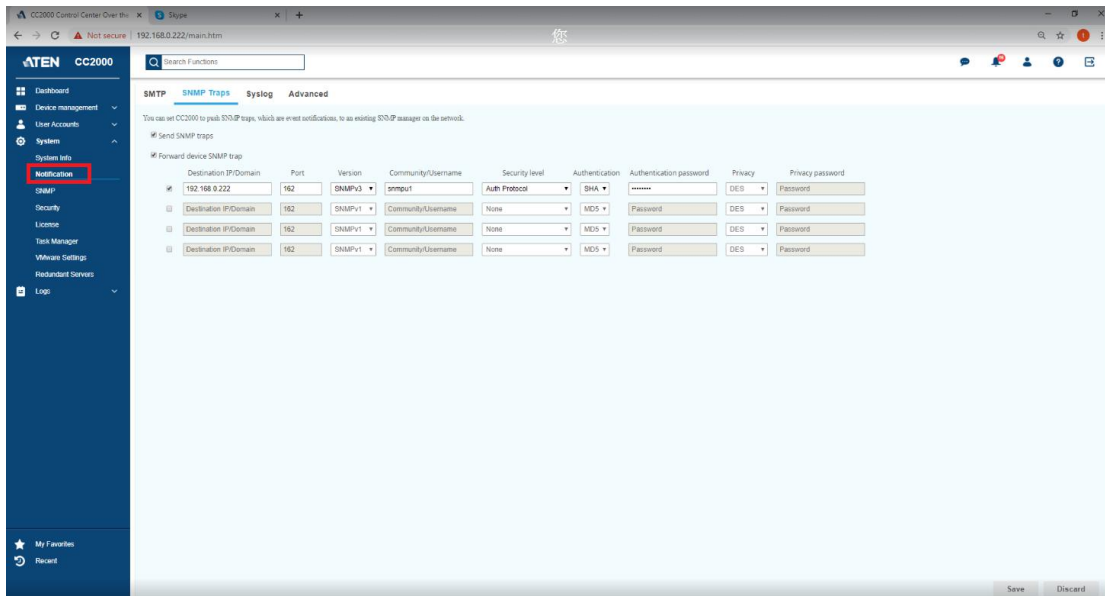 CC2000 Control Center Over the
Skype
Not secure | 192.168.0.222/main.htm
您
ATEN CC2000
Search Functions
Dashboard
Device management
User Accounts
System
System Info
Notification
SNMP
Security
License
Task Manager
VMware Settings
Redundant Servers
Logs
My Favorites
Recent
SMTP SNMP Traps Syslog Advanced
You can set CC2000 to push SNMP traps, which are event notifications, to an existing SNMP manager on the network.
Send SNMP traps
Forward device SNMP trap
Destination IP/Domain Port Version Community/Username Security level Authentication Authentication password Privacy Privacy password
192.168.0.222 162 SNMPv3 snmpu1 Auth Protocol SHA •••••••• DES Password
Destination IP/Domain 162 SNMPv1 Community/Username None MD5 Password DES Password
Destination IP/Domain 162 SNMPv1 Community/Username None MD5 Password DES Password
Destination IP/Domain 162 SNMPv1 Community/Username None MD5 Password DES Password
Save Discard